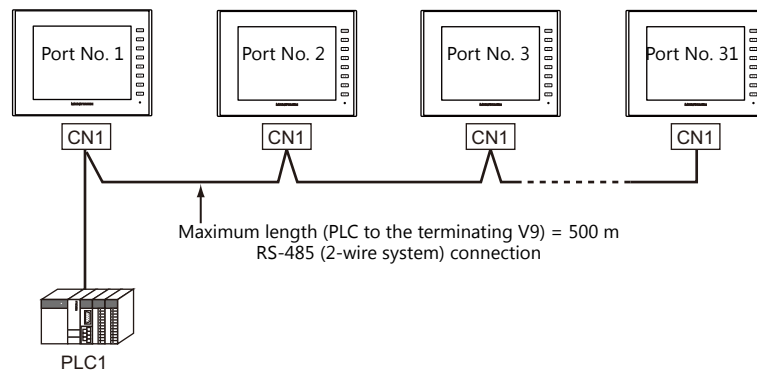 Port No. 1
Port No. 2
Port No. 3
Port No. 31
CN1
CN1
CN1
CN1
Maximum length (PLC to the terminating V9) = 500 m
RS-485 (2-wire system) connection
PLC1